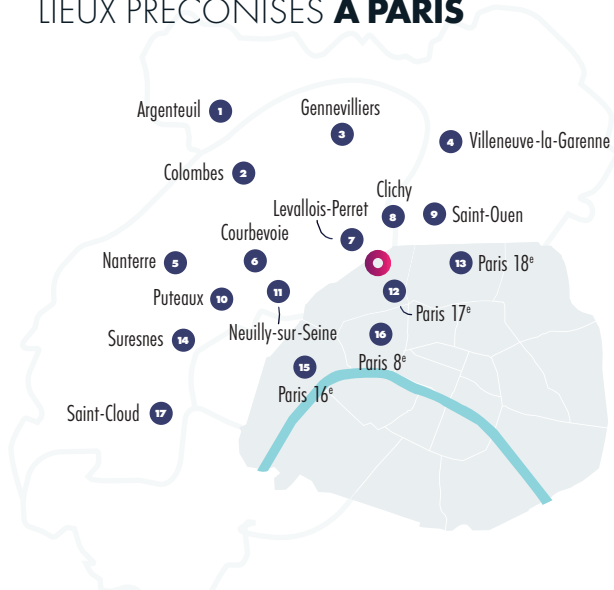 LIEUX PRÉCONISÉS À PARIS
Argenteuil 1
Gennevilliers
3
4 Villeneuve-la-Garenne
Colombes 2
Clichy
8
9 Saint-Ouen
Levallois-Perret
7
Courbevoie
6
Nanterre 5
13 Paris 18e
Puteaux 10
11
Neuilly-sur-Seine
12
Paris 17e
Suresnes 14
16
Paris 8e
15
Paris 16e
Saint-Cloud 17